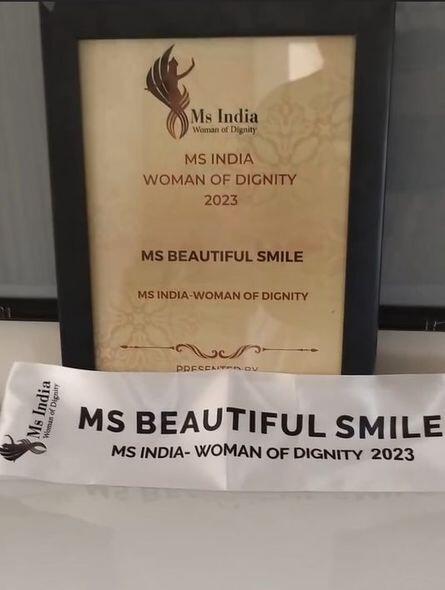 Ms India
Woman of Dignity
MS INDIA
WOMAN OF DIGNITY
2023
MS BEAUTIFUL SMILE
MS INDIA-WOMAN OF DIGNITY
PRESENTED BY
Ms India
Woman of Dignity
MS BEAUTIFUL SMILE
MS INDIA- WOMAN OF DIGNITY 2023